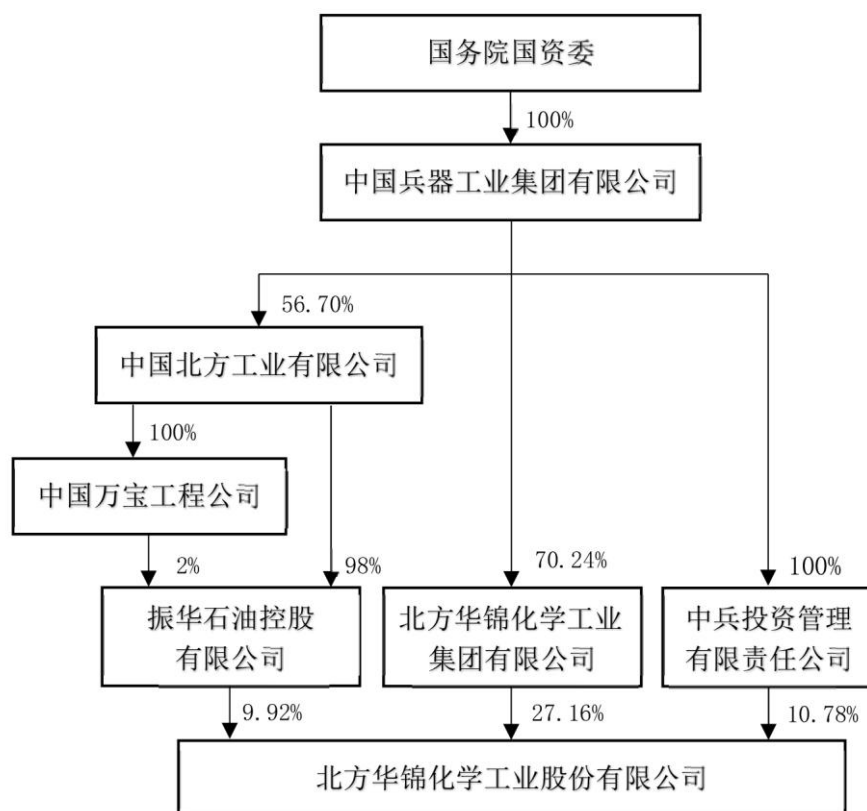 国务院国资委
100%
中国兵器工业集团有限公司
56.70%
中国北方工业有限公司
100%
中国万宝工程公司
2%
98%
70.24%
100%
振华石油控股
有限公司
北方华锦化学工业
集团有限公司
中兵投资管理
有限责任公司
9.92%
27.16%
10.78%
北方华锦化学工业股份有限公司